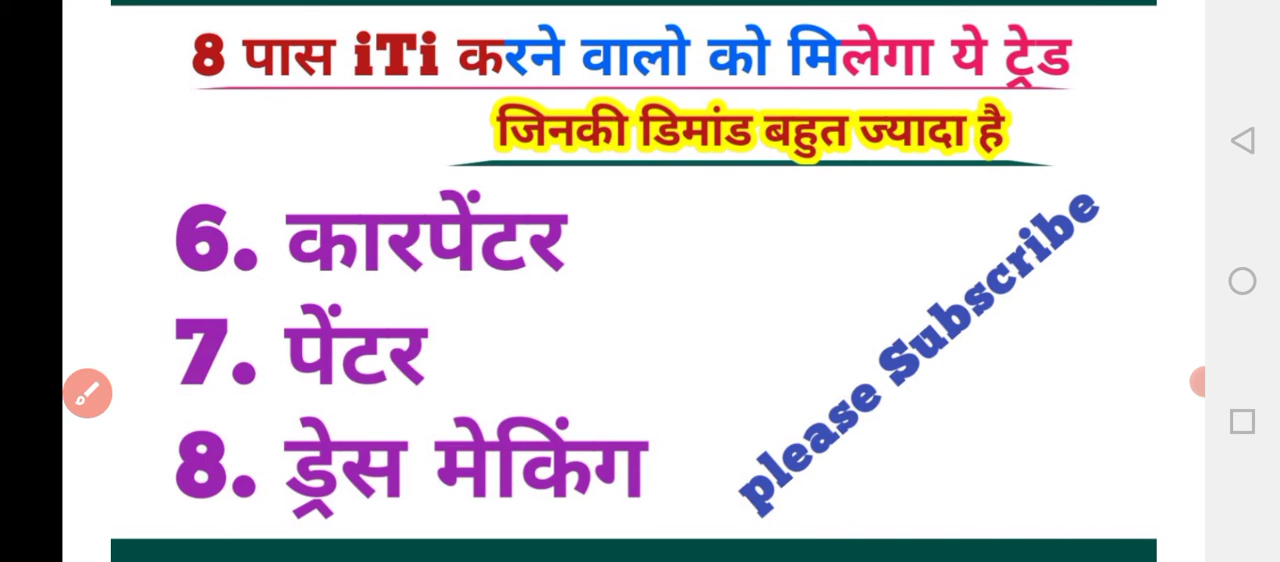 8 पास iTi करने वालो को मिलेगा ये ट्रेड
जिनकी डिमांड बहुत ज्यादा है
6. कारपेंटर
7. पेंटर
8. ड्रेस मेकिंग
please Subscribe